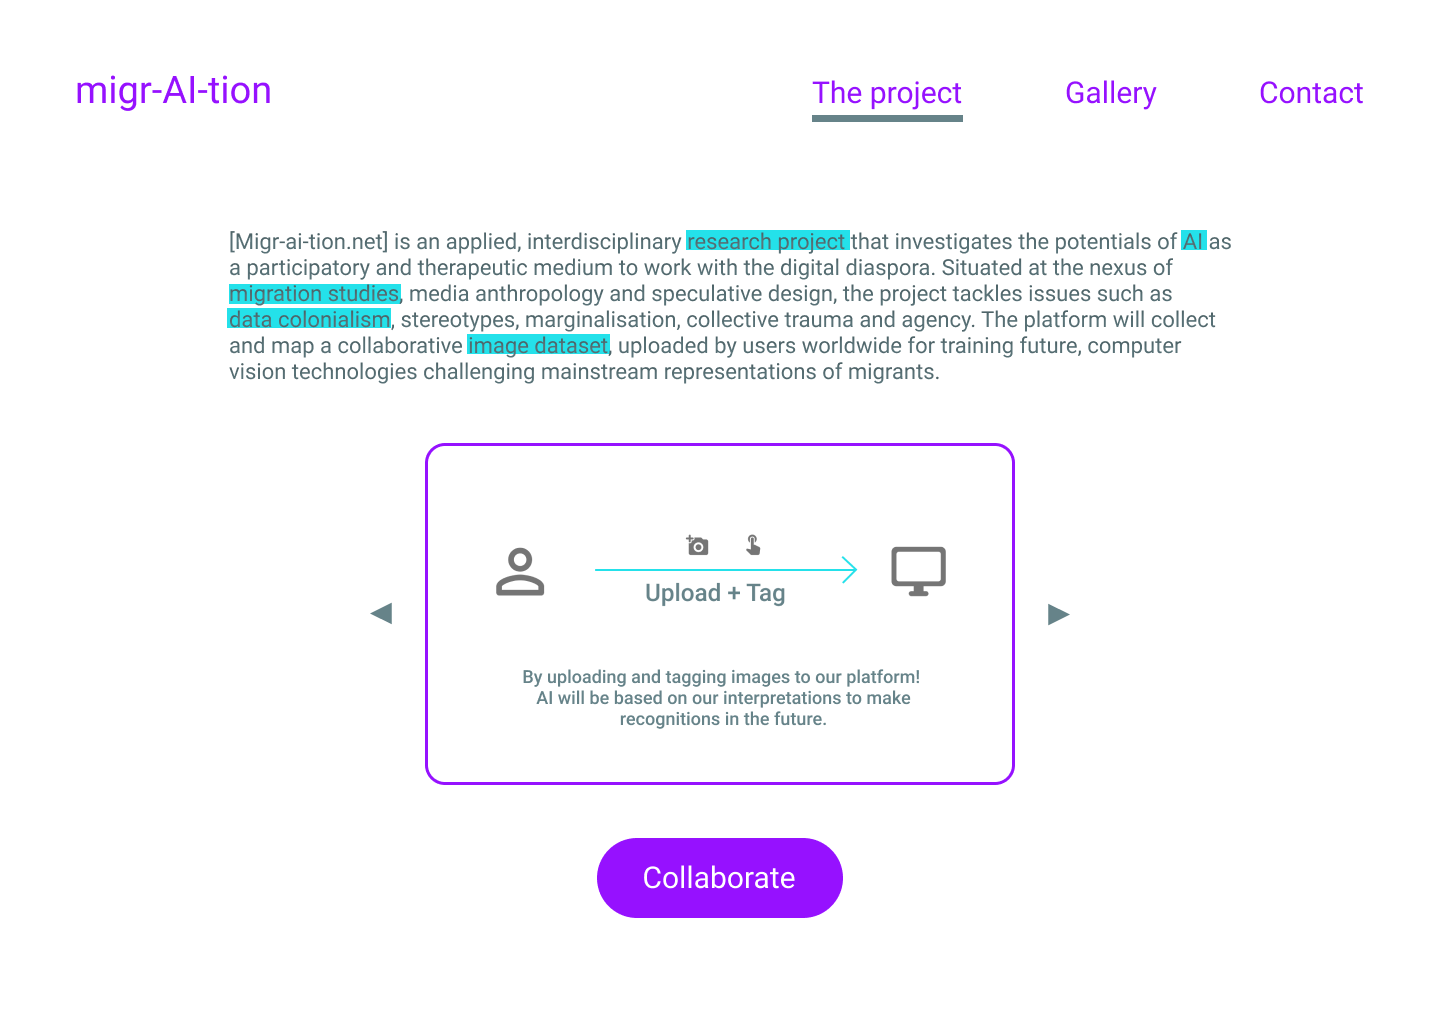 migr-AI-tion
The project
Gallery
Contact
[Migr-ai-tion.net] is an applied, interdisciplinary research project that investigates the potentials of AI as
a participatory and therapeutic medium to work with the digital diaspora. Situated at the nexus of
migration studies, media anthropology and speculative design, the project tackles issues such as
data colonialism, stereotypes, marginalisation, collective trauma and agency. The platform will collect
and map a collaborative image dataset, uploaded by users worldwide for training future, computer
vision technologies challenging mainstream representations of migrants.
Upload + Tag
By uploading and tagging images to our platform!
AI will be based on our interpretations to make
recognitions in the future.
Collaborate